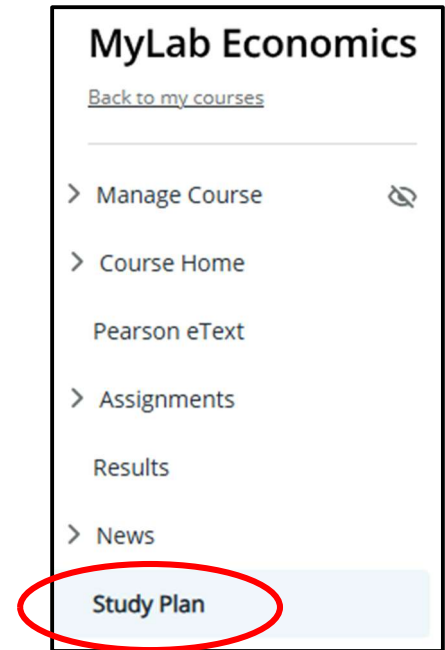 MyLab Economics
Back to my courses
Manage Course
Course Home
Pearson eText
Assignments
Results
News
Study Plan